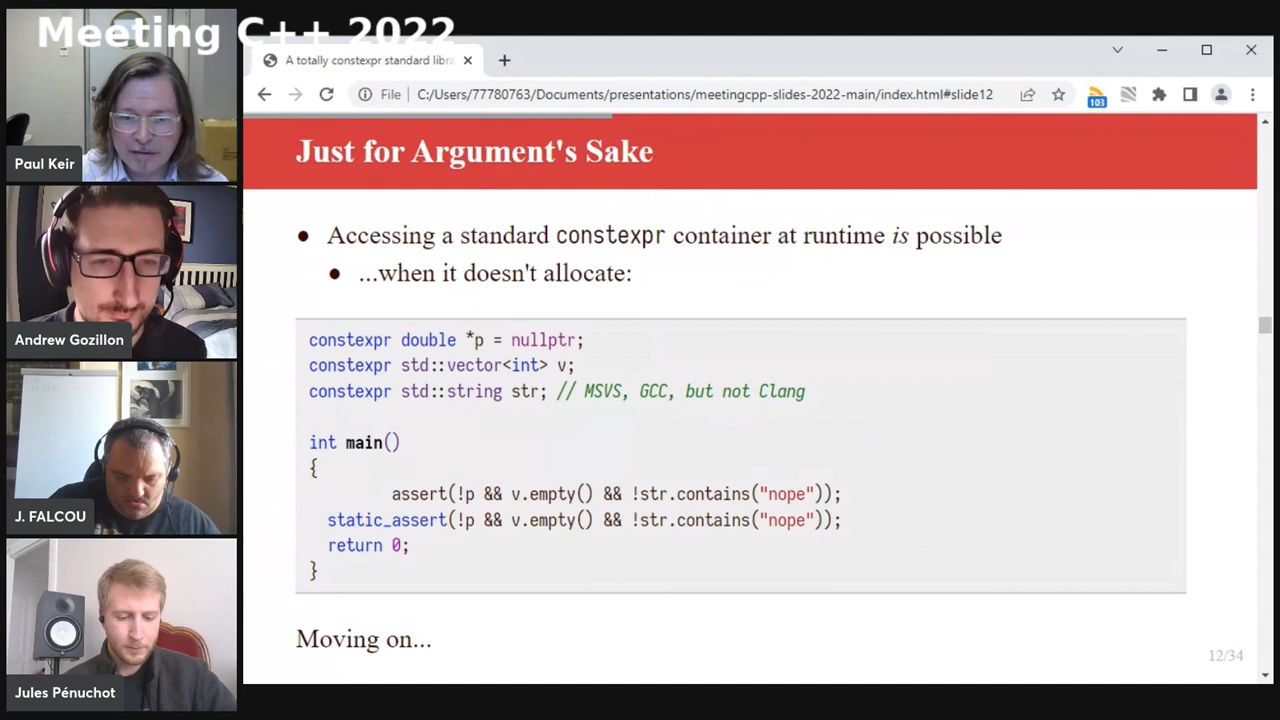 Meeting C++ 2022
Paul Keir
Andrew Gozillon
J. FALCOU
Jules Pénuchot
A totally constexpr standard libra
File
C:/Users/77780763/Documents/presentations/meetingcpp-slides-2022-main/index.html#slide12
103
Just for Argument's Sake
• Accessing a standard constexpr container at runtime is possible
• ...when it doesn't allocate:
constexpr double *p = nullptr;
constexpr std::vector<int> v;
constexpr std::string str; // MSVS, GCC, but not Clang
int main()
{
assert(!p && v.empty() && !str.contains("nope"));
static_assert(!p && v.empty() && !str.contains("nope"));
return 0;
}
Moving on...
12/34